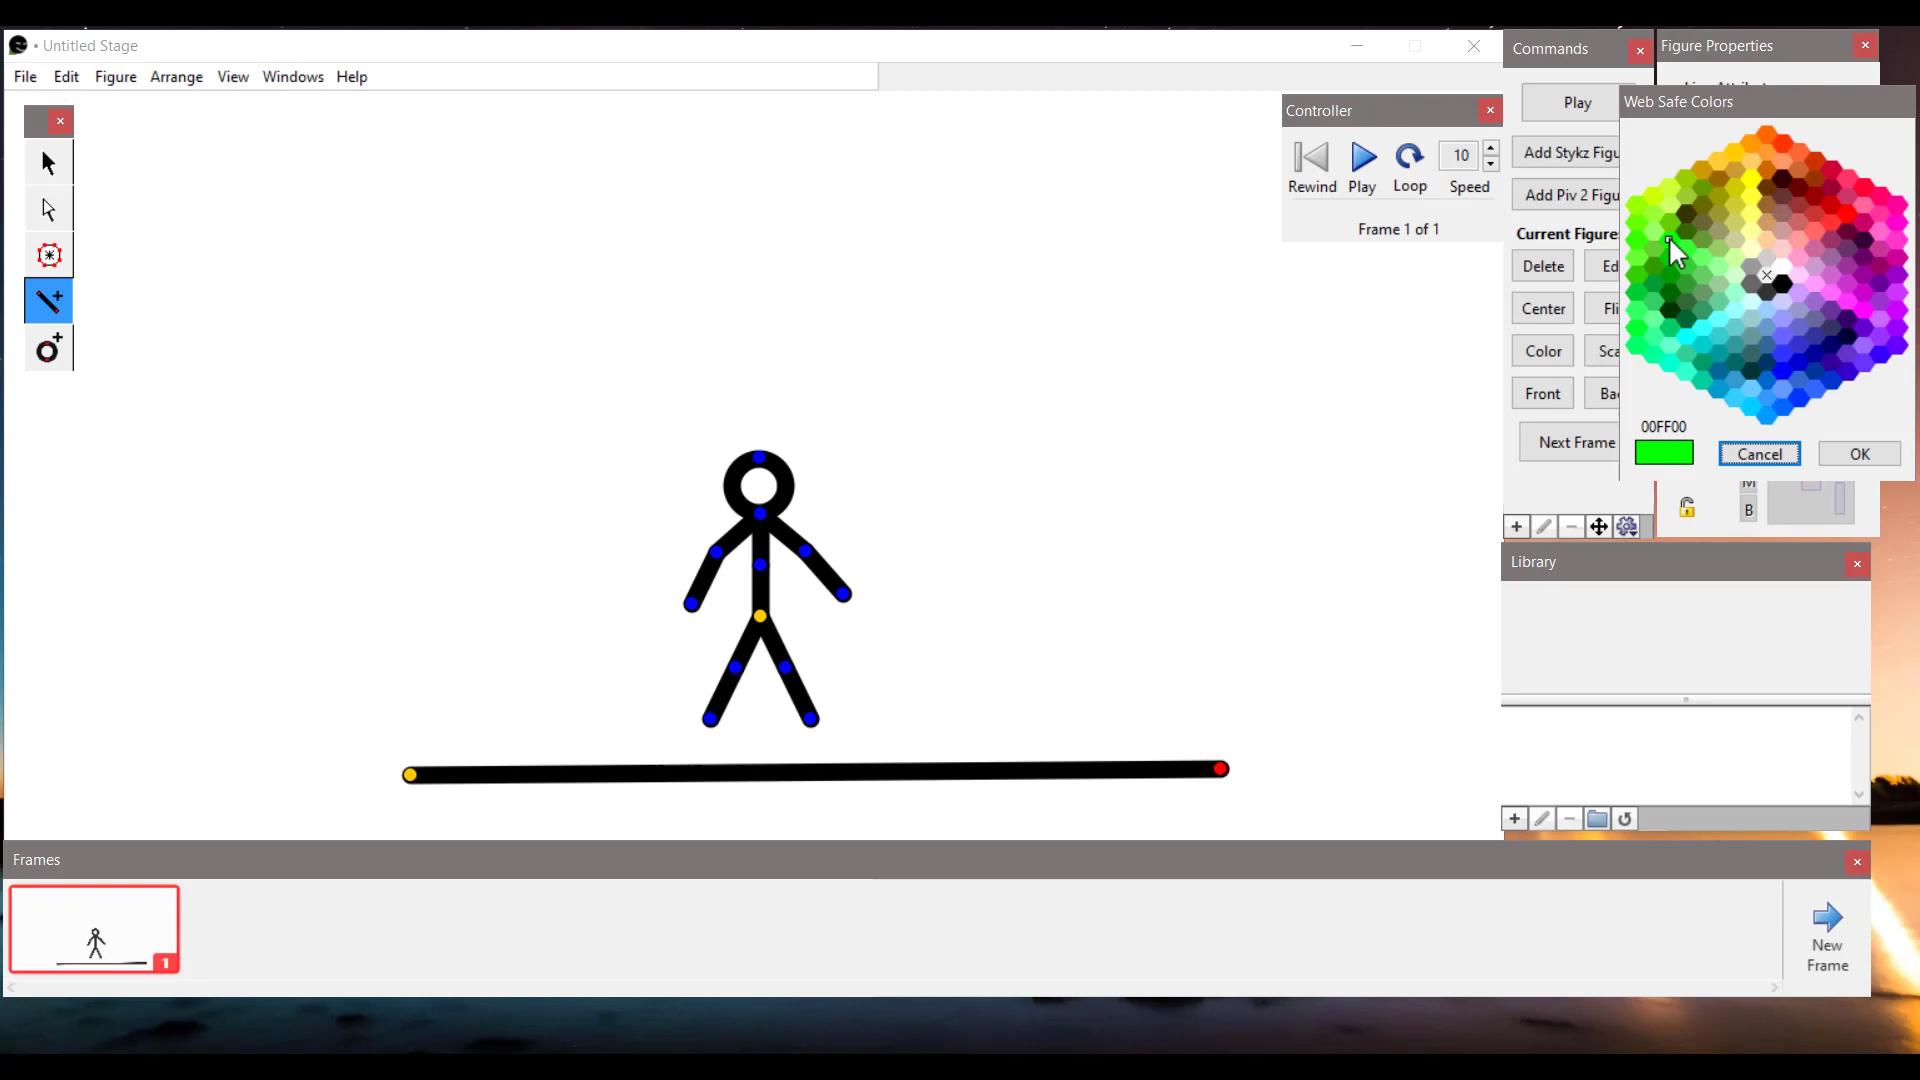 • Untitled Stage
File Edit Figure Arrange View Windows Help
Controller
Rewind Play Loop Speed
10
Frame 1 of 1
Commands
Play
Add Stykz Figu
Add Piv 2 Figu
Current Figure:
Delete Ed
Center Fli
Color Sca
Front Bac
Next Frame
Figure Properties
Web Safe Colors
00FF00
Cancel OK
M
B
Library
Frames
1
New
Frame